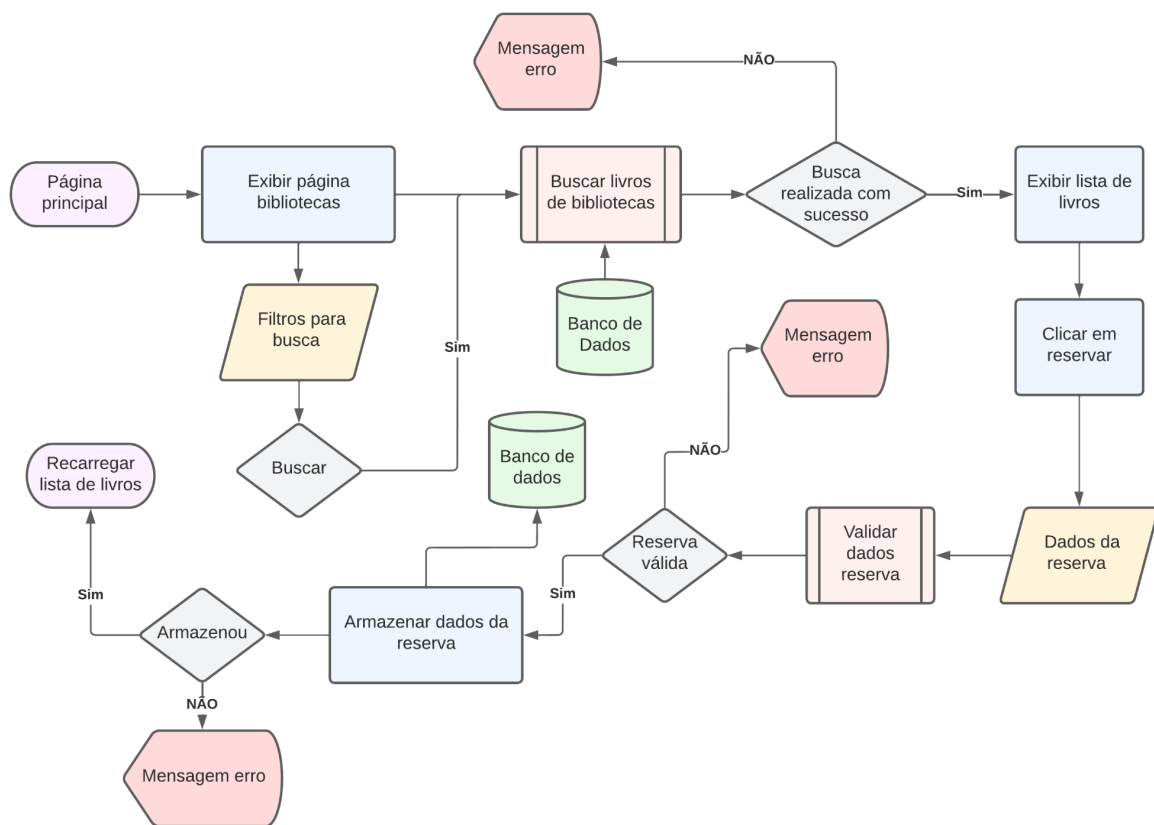 Mensagem
erro
NÃO
Página
principal
Exibir página
bibliotecas
Buscar livros
de bibliotecas
Busca
realizada com
sucesso
Sim
Exibir lista de
livros
Filtros para
busca
Sim
Banco de
Dados
Mensagem
erro
Clicar em
reservar
Buscar
Recarregar
lista de livros
Banco de
dados
NÃO
Reserva
válida
Validar
dados
reserva
Dados da
reserva
Sim
Sim
Armazenou
Armazenar dados da
reserva
NÃO
Mensagem erro